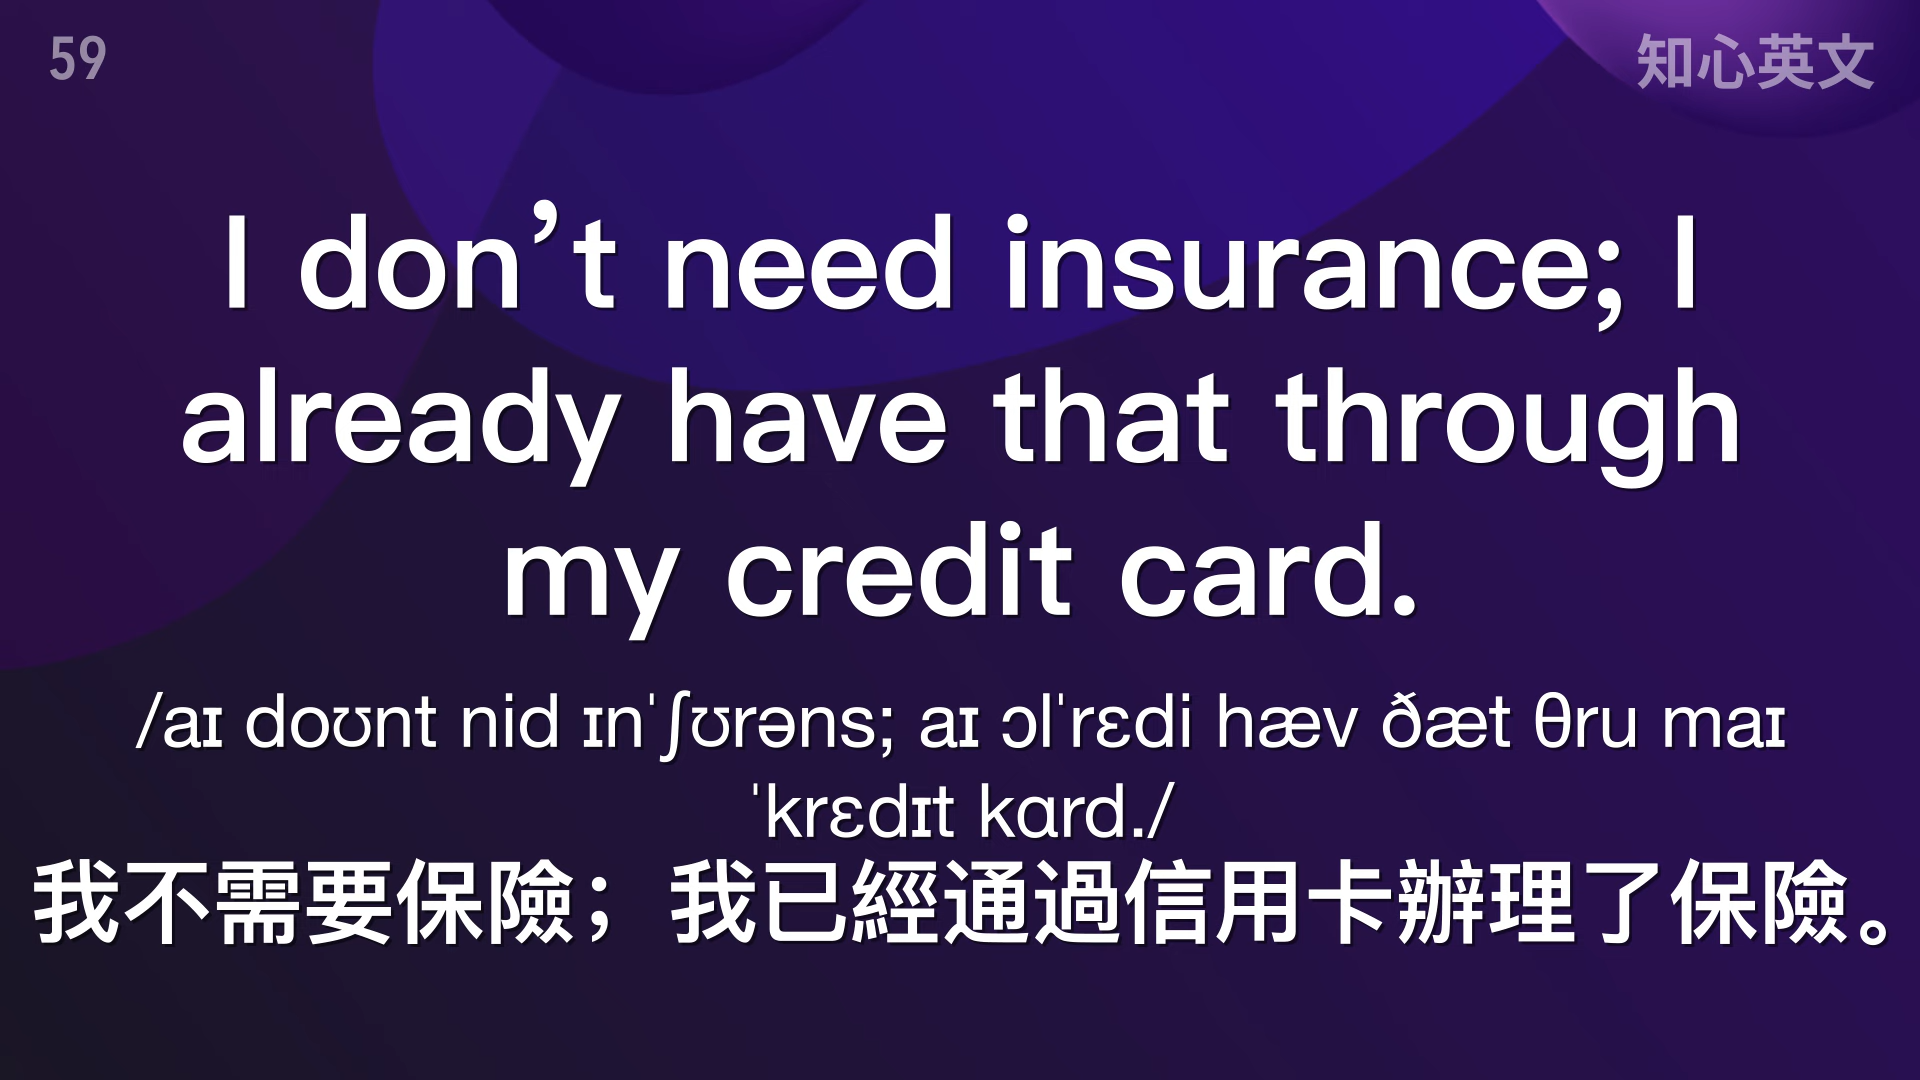 59
知心英文
I don’t need insurance; I
already have that through
my credit card.
/aɪ doʊnt nid ɪnˈʃʊrəns; aɪ ɔlˈrɛdi hæv ðæt θru maɪ
ˈkrɛdɪt kɑrd./
我不需要保險；我已經通過信用卡辦理了保險。